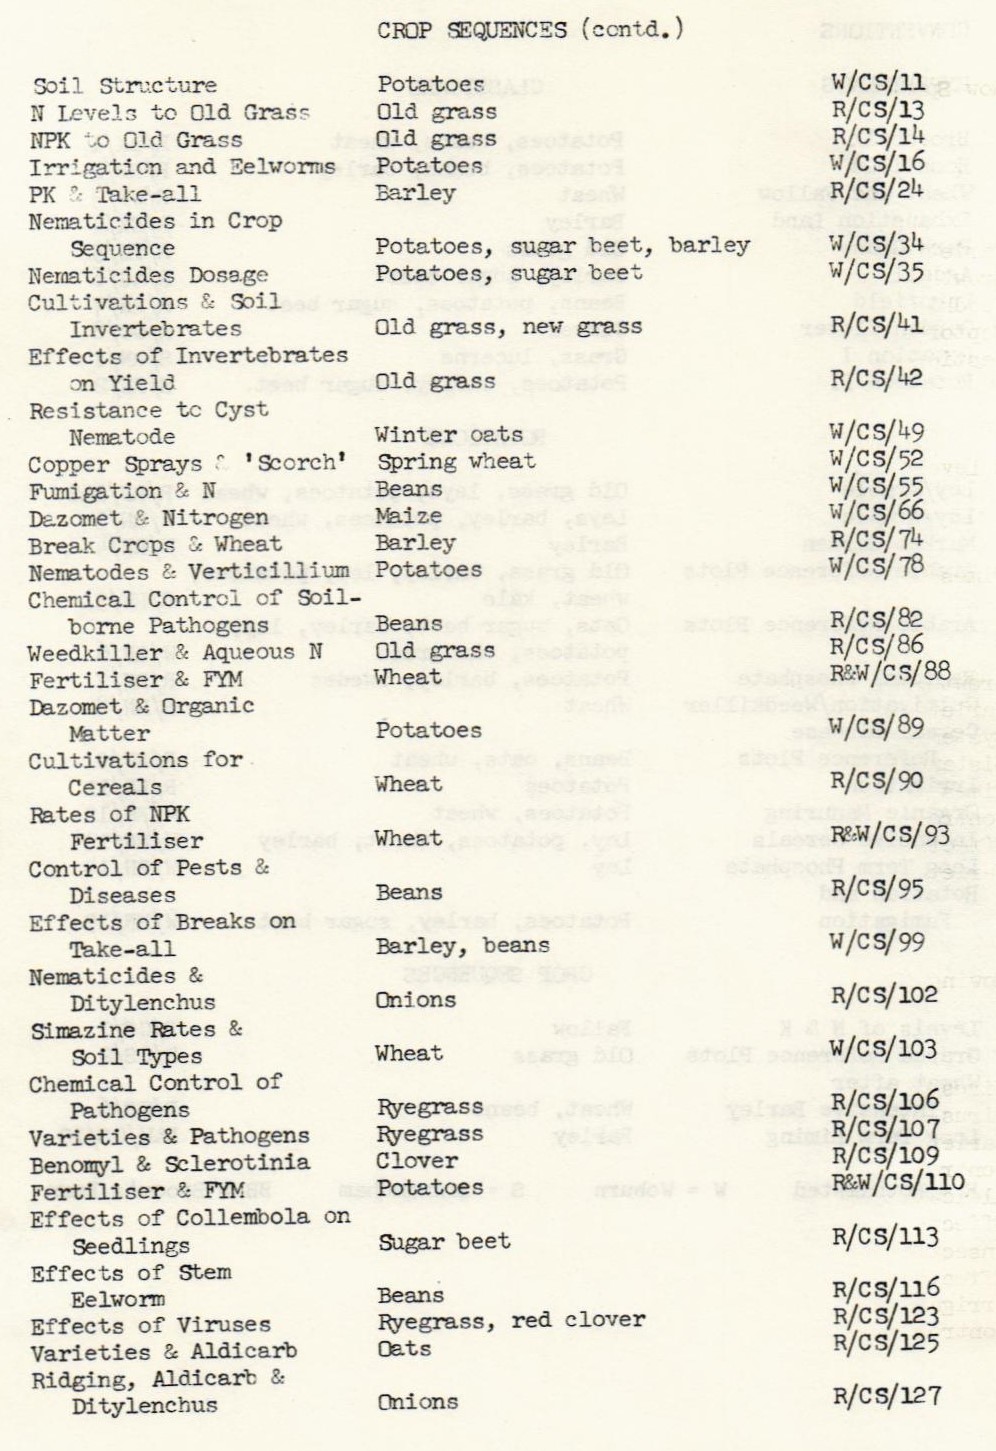 CROP SEQUENCES (contd.)
Soil Structure Potatoes W/CS/11
N Levels to Old Grass Old grass R/CS/13
NPK to Old Grass Old grass R/CS/14
Irrigation and Eelworms Potatoes W/CS/16
PK & Take-all Barley R/CS/24
Nematicides in Crop
Sequence Potatoes, sugar beet, barley W/CS/34
Nematicides Dosage Potatoes, sugar beet W/CS/35
Cultivations & Soil
Invertebrates Old grass, new grass R/CS/41
Effects of Invertebrates
on Yield Old grass R/CS/42
Resistance to Cyst
Nematode Winter oats W/CS/49
Copper Sprays & 'Scorch' Spring wheat W/CS/52
Fumigation & N Beans W/CS/55
Dazomet & Nitrogen Maize W/CS/66
Break Crops & Wheat Barley R/CS/74
Nematodes & Verticillium Potatoes W/CS/78
Chemical Control of Soil-
borne Pathogens Beans R/CS/82
Weedkiller & Aqueous N Old grass R/CS/86
Fertiliser & FYM Wheat R&W/CS/88
Dazomet & Organic
Matter Potatoes W/CS/89
Cultivations for
Cereals Wheat R/CS/90
Rates of NPK
Fertiliser Wheat R&W/CS/93
Control of Pests &
Diseases Beans R/CS/95
Effects of Breaks on
Take-all Barley, beans W/CS/99
Nematicides &
Ditylenchus Onions R/CS/102
Simazine Rates &
Soil Types Wheat W/CS/103
Chemical Control of
Pathogens Ryegrass R/CS/106
Varieties & Pathogens Ryegrass R/CS/107
Benomyl & Sclerotinia Clover R/CS/109
Fertiliser & FYM Potatoes R&W/CS/110
Effects of Collembola on
Seedlings Sugar beet R/CS/113
Effects of Stem
Eelworm Beans R/CS/116
Effects of Viruses Ryegrass, red clover R/CS/123
Varieties & Aldicarb Oats R/CS/125
Ridging, Aldicarb &
Ditylenchus Onions R/CS/127